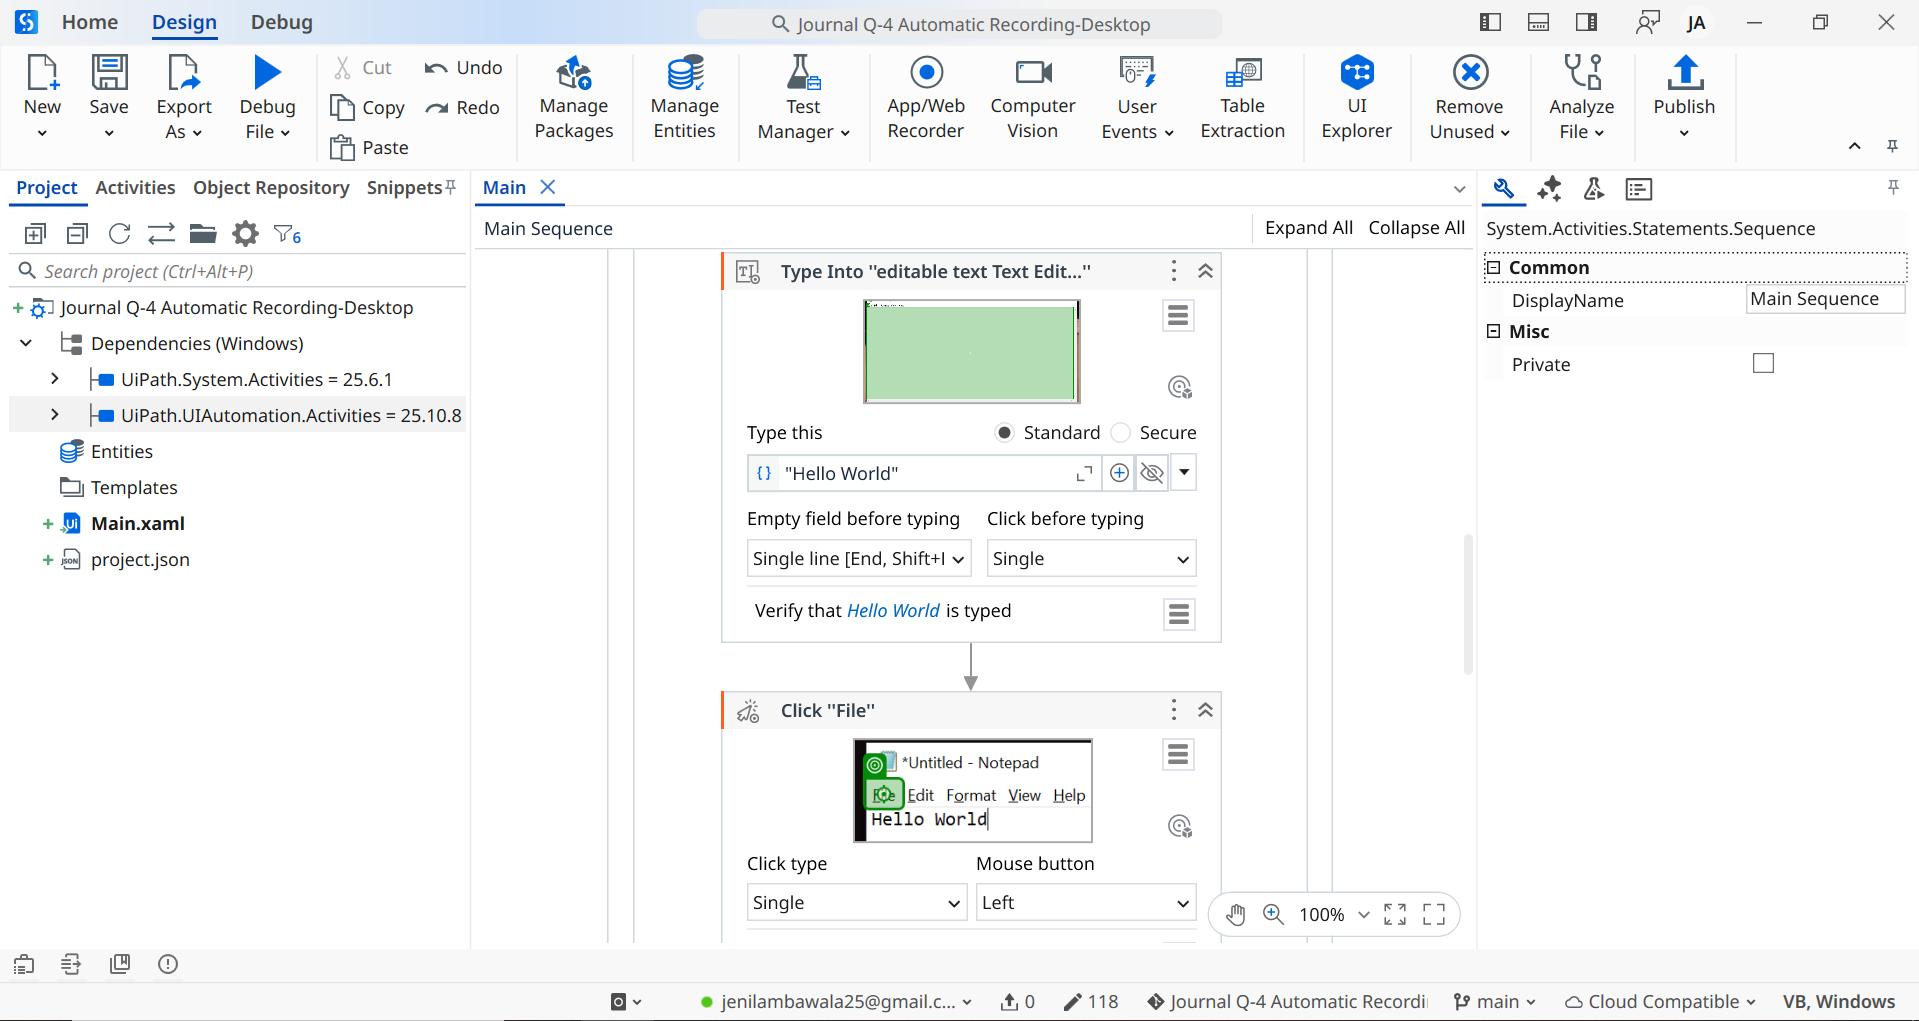 Home Design Debug
Journal Q-4 Automatic Recording-Desktop
JA
New
Save
Export As
Debug File
Cut
Copy
Paste
Undo
Redo
Manage Packages
Manage Entities
Test Manager
App/Web Recorder
Computer Vision
User Events
Table Extraction
UI Explorer
Remove Unused
Analyze File
Publish
Project Activities Object Repository Snippets
6
Search project (Ctrl+Alt+P)
Journal Q-4 Automatic Recording-Desktop
Dependencies (Windows)
UiPath.System.Activities = 25.6.1
UiPath.UIAutomation.Activities = 25.10.8
Entities
Templates
+ Ui Main.xaml
+ JSON project.json
Main
Main Sequence
Expand All Collapse All
Type Into "editable text Text Edit..."
Type this
Standard Secure
{} "Hello World"
Empty field before typing Click before typing
Single line [End, Shift+I Single
Verify that Hello World is typed
Click "File"
*Untitled - Notepad
File Edit Format View Help
Hello World
Click type Mouse button
Single Left
100%
System.Activities.Statements.Sequence
Common
DisplayName Main Sequence
Misc
Private
jenilambawala25@gmail.c... 0 118 Journal Q-4 Automatic Recordi main Cloud Compatible VB, Windows